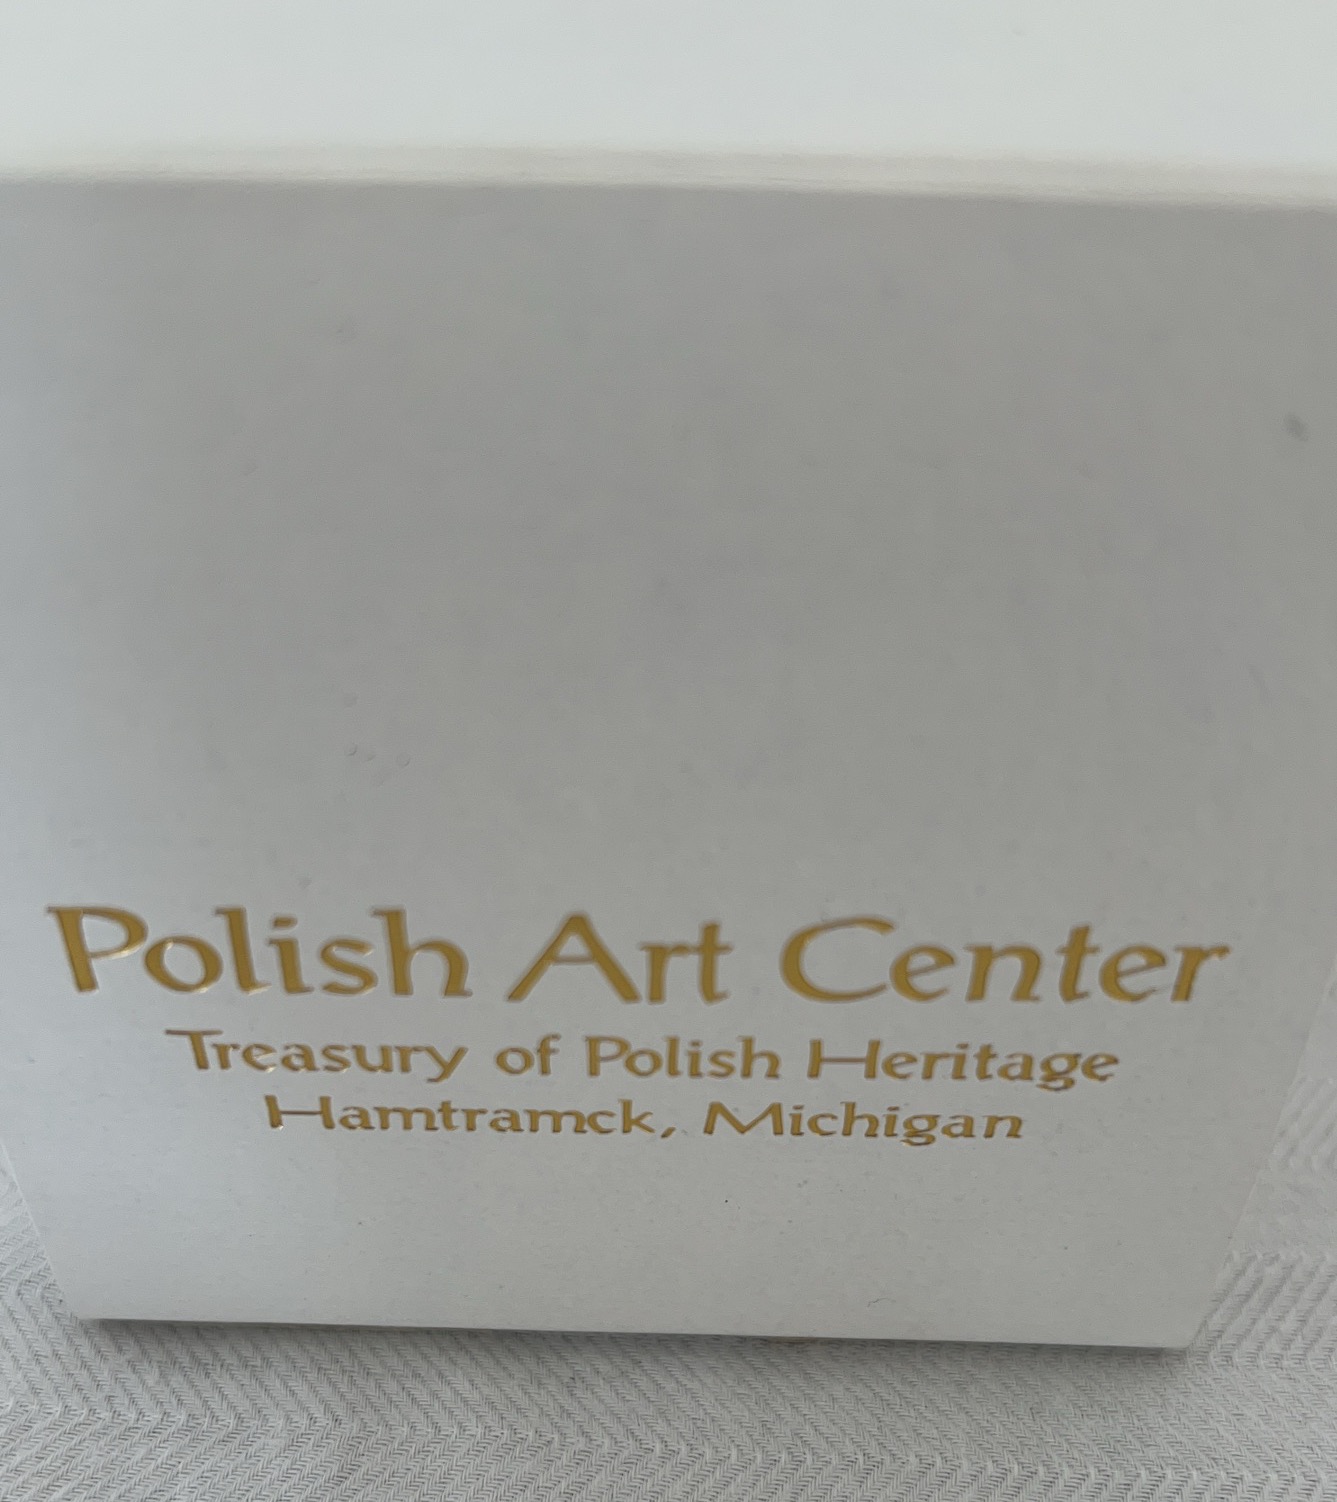 Polish Art Center
Treasury of Polish Heritage
Hamtramck, Michigan